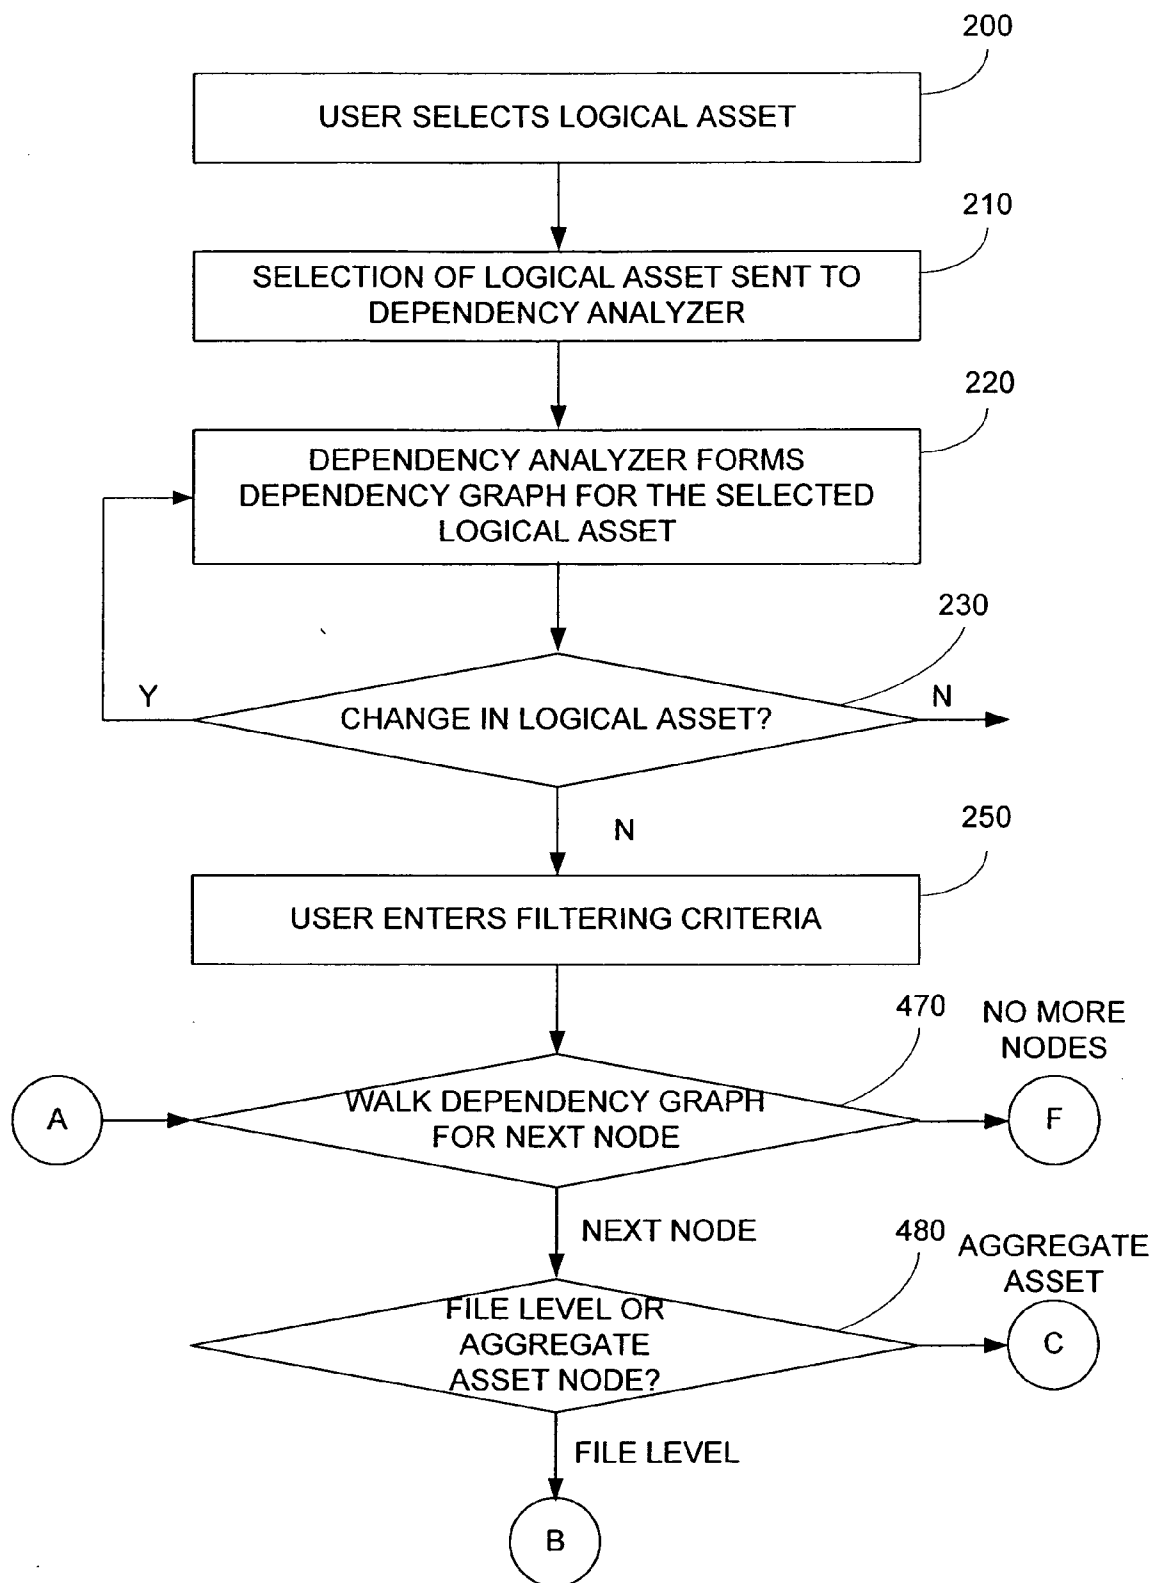 200
USER SELECTS LOGICAL ASSET
210
SELECTION OF LOGICAL ASSET SENT TO
DEPENDENCY ANALYZER
220
DEPENDENCY ANALYZER FORMS
DEPENDENCY GRAPH FOR THE SELECTED
LOGICAL ASSET
230
Y
CHANGE IN LOGICAL ASSET?
N
N
250
USER ENTERS FILTERING CRITERIA
470
NO MORE
NODES
A
WALK DEPENDENCY GRAPH
FOR NEXT NODE
F
NEXT NODE
480
AGGREGATE
ASSET
FILE LEVEL OR
AGGREGATE
ASSET NODE?
C
FILE LEVEL
B